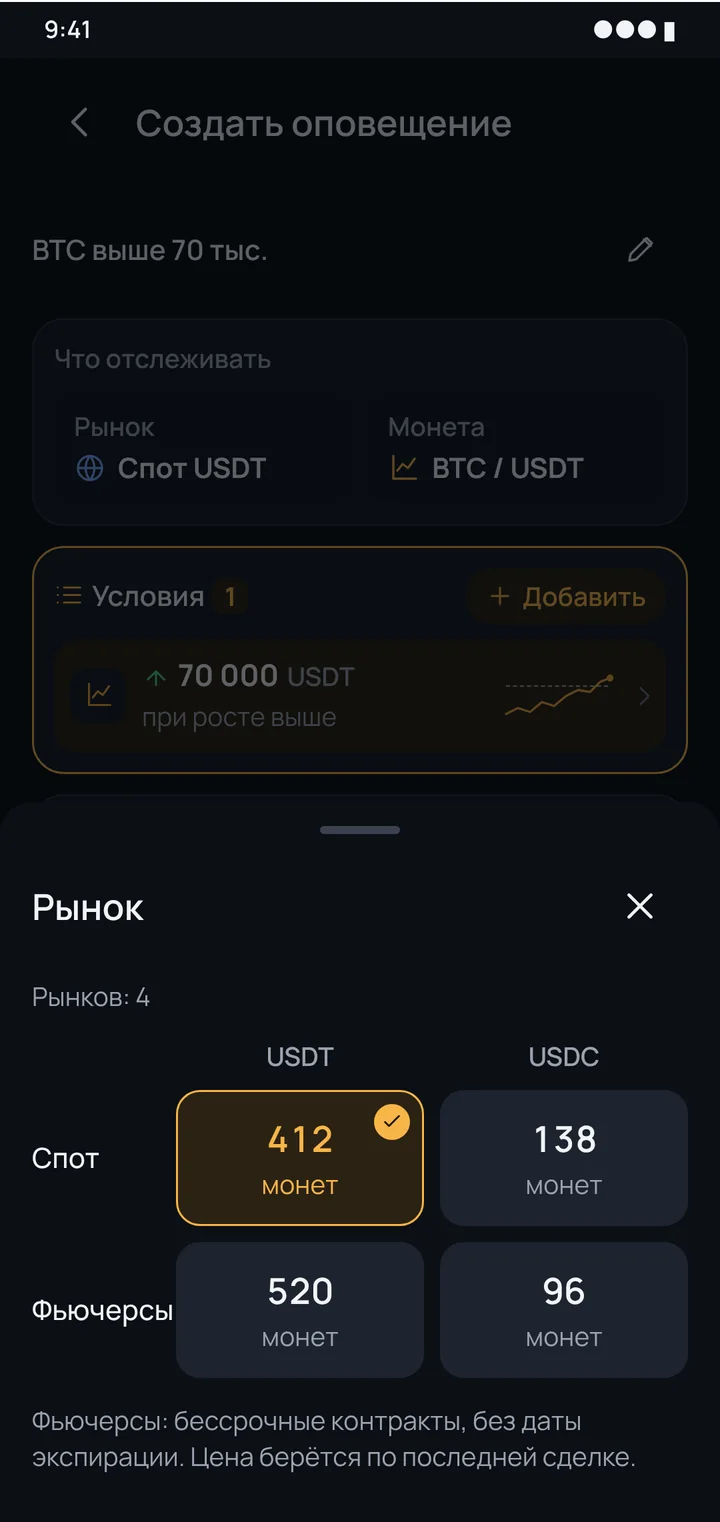 9:41
Создать оповещение
BTC выше 70 тыс.
Что отслеживать
Рынок Монета
Спот USDT BTC / USDT
Условия 1 + Добавить
70 000 USDT
при росте выше
Рынок
Рынков: 4
USDT USDC
Спот 412 монет 138 монет
Фьючерсы 520 монет 96 монет
Фьючерсы: бессрочные контракты, без даты
экспирации. Цена берётся по последней сделке.